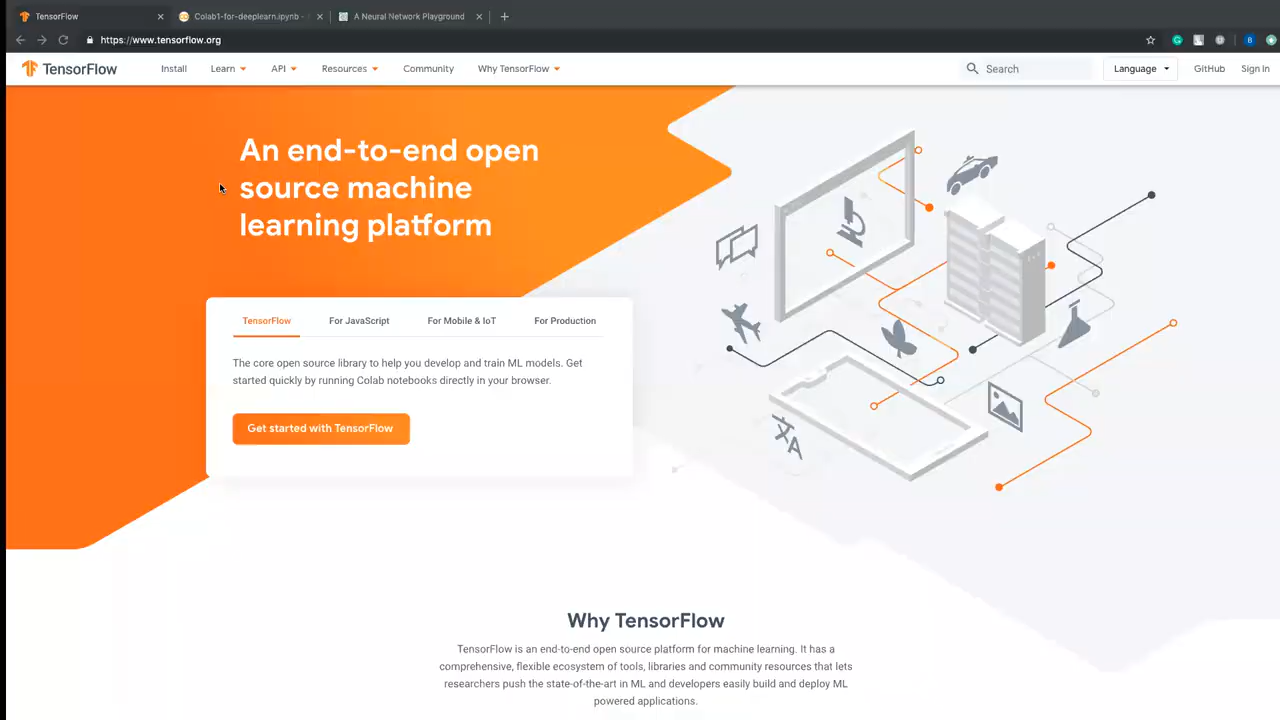 TensorFlow
Colab1-for-deeplearn.ipynb -
A Neural Network Playground
https://www.tensorflow.org
TensorFlow Install Learn API Resources Community Why TensorFlow Search Language GitHub Sign in
An end-to-end open
source machine
learning platform
TensorFlow For JavaScript For Mobile & IoT For Production
The core open source library to help you develop and train ML models. Get
started quickly by running Colab notebooks directly in your browser.
Get started with TensorFlow
Why TensorFlow
TensorFlow is an end-to-end open source platform for machine learning. It has a
comprehensive, flexible ecosystem of tools, libraries and community resources that lets
researchers push the state-of-the-art in ML and developers easily build and deploy ML
powered applications.